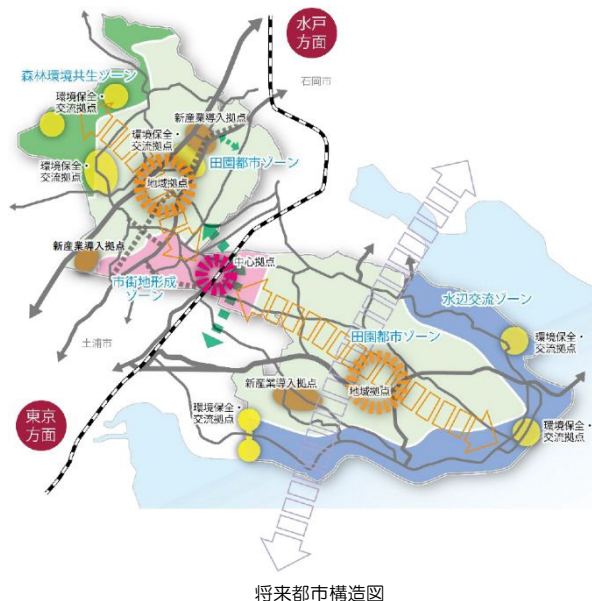 水戸
方面
石岡市
森林環境共生ゾーン
環境保全・
交流拠点
新産業導入拠点
環境保全・
交流拠点
環境保全・
交流拠点
田園都市ゾーン
地域拠点
新産業導入拠点
中心拠点
市街地形成
ゾーン
水辺交流ゾーン
土浦市
田園都市ゾーン
環境保全・
交流拠点
新産業導入拠点
地域拠点
東京
方面
環境保全・
交流拠点
環境保全・
交流拠点
将来都市構造図